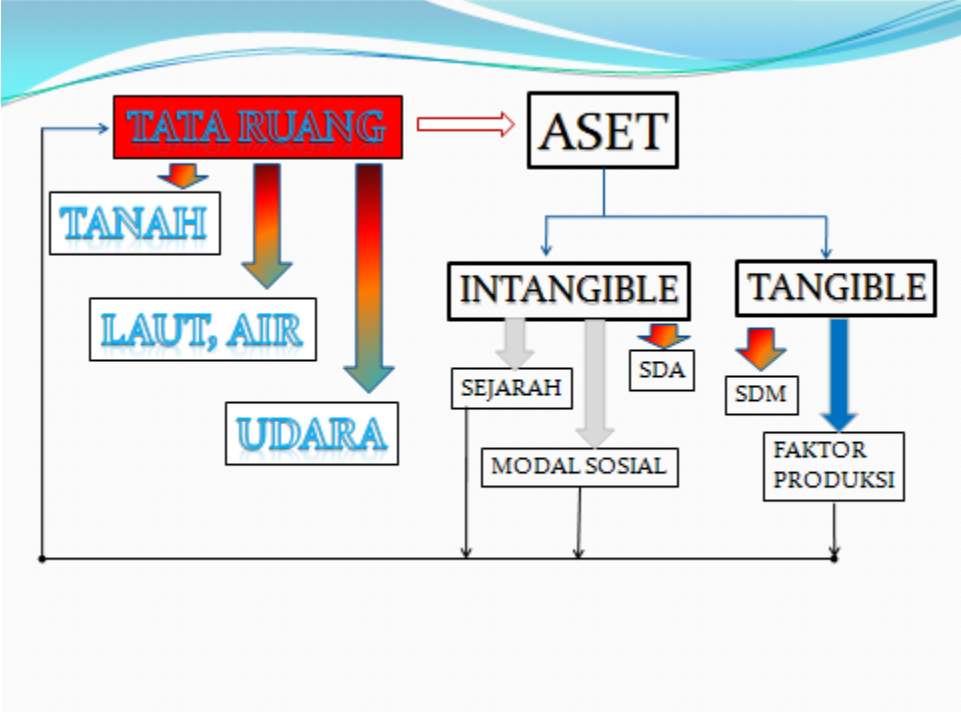 TATA RUANG
ASET
TANAH
LAUT, AIR
UDARA
INTANGIBLE
TANGIBLE
SEJARAH
SDA
SDM
MODAL SOSIAL
FAKTOR
PRODUKSI